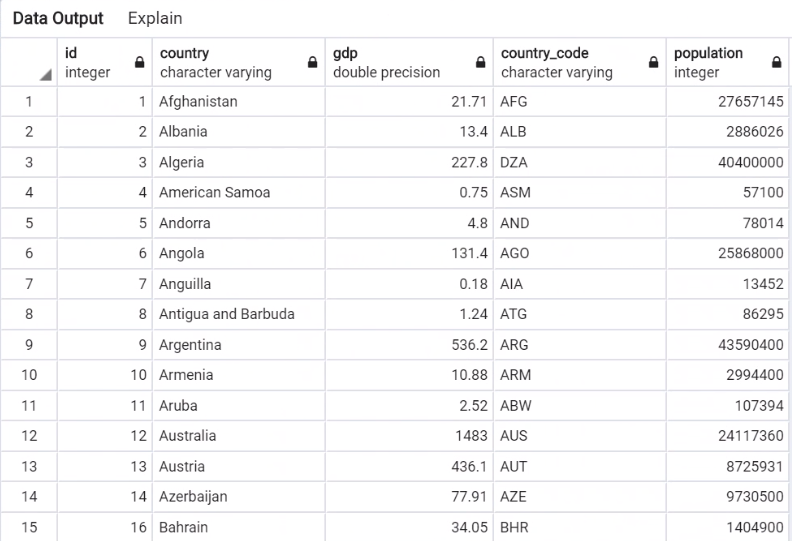 Data Output Explain
id country gdp country_code population
integer character varying double precision character varying integer
1 1 Afghanistan 21.71 AFG 27657145
2 2 Albania 13.4 ALB 2886026
3 3 Algeria 227.8 DZA 40400000
4 4 American Samoa 0.75 ASM 57100
5 5 Andorra 4.8 AND 78014
6 6 Angola 131.4 AGO 25868000
7 7 Anguilla 0.18 AIA 13452
8 8 Antigua and Barbuda 1.24 ATG 86295
9 9 Argentina 536.2 ARG 43590400
10 10 Armenia 10.88 ARM 2994400
11 11 Aruba 2.52 ABW 107394
12 12 Australia 1483 AUS 24117360
13 13 Austria 436.1 AUT 8725931
14 14 Azerbaijan 77.91 AZE 9730500
15 16 Bahrain 34.05 BHR 1404900